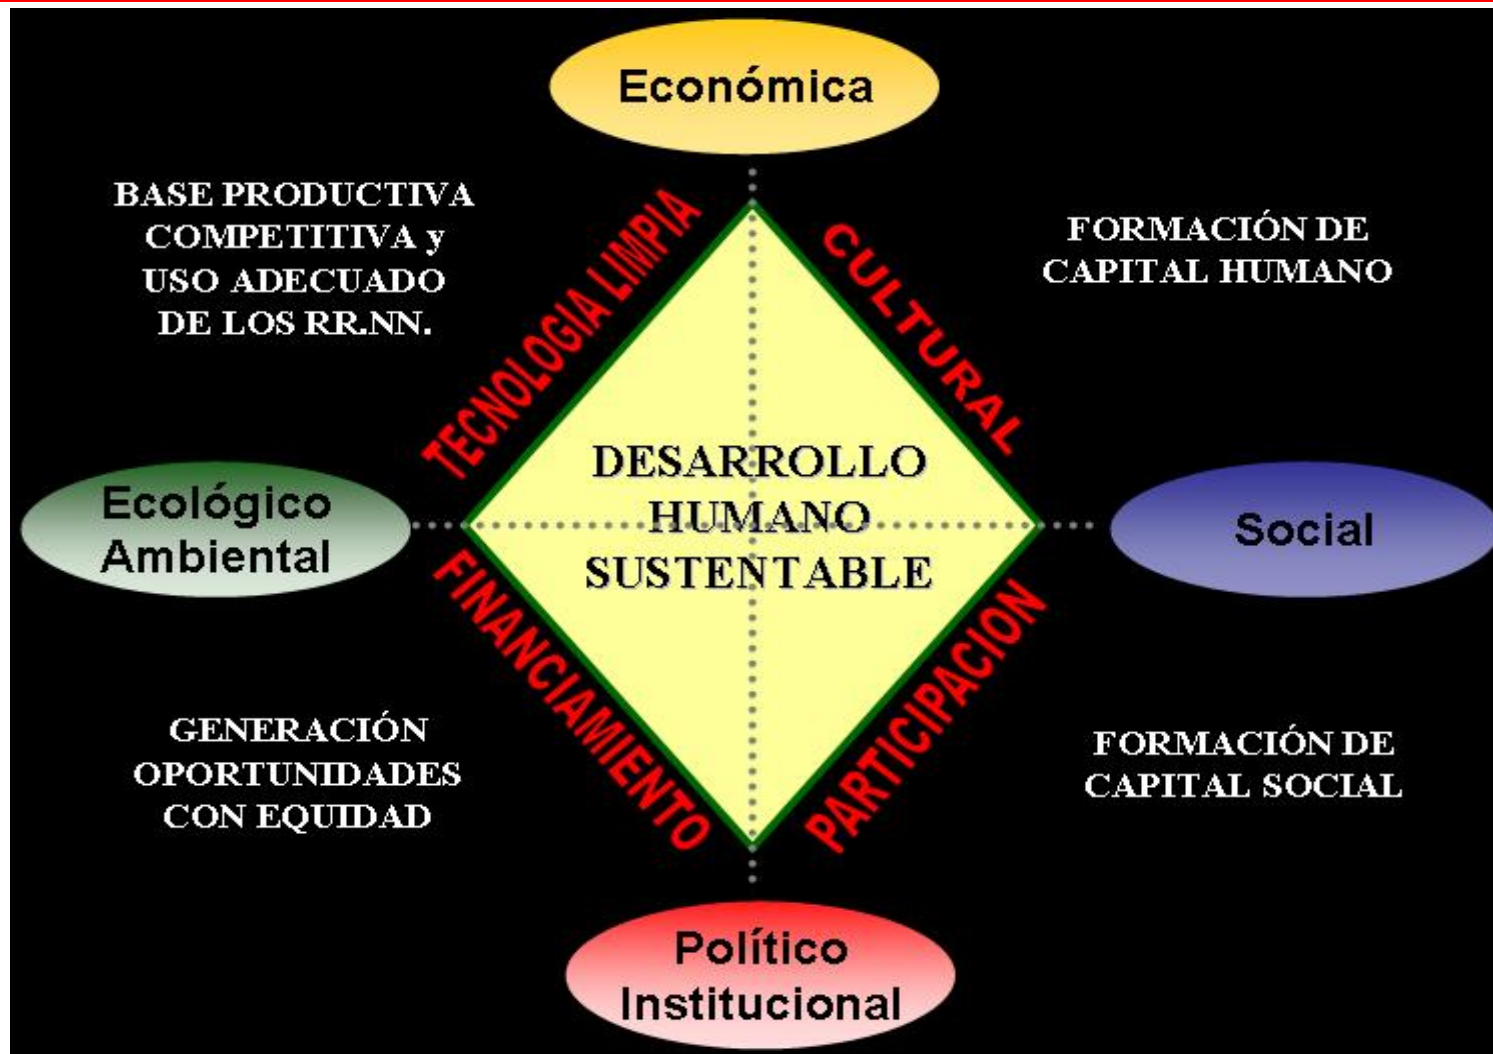 Económica
BASE PRODUCTIVA
COMPETITIVA y
USO ADECUADO
DE LOS RR.NN.
TECNOLOGIA LIMPIA
CULTURAL
FORMACIÓN DE
CAPITAL HUMANO
Ecológico
Ambiental
DESARROLLO
HUMANO
SUSTENTABLE
Social
FINANCIAMIENTO
PARTICIPACION
GENERACIÓN
OPORTUNIDADES
CON EQUIDAD
FORMACIÓN DE
CAPITAL SOCIAL
Político
Institucional